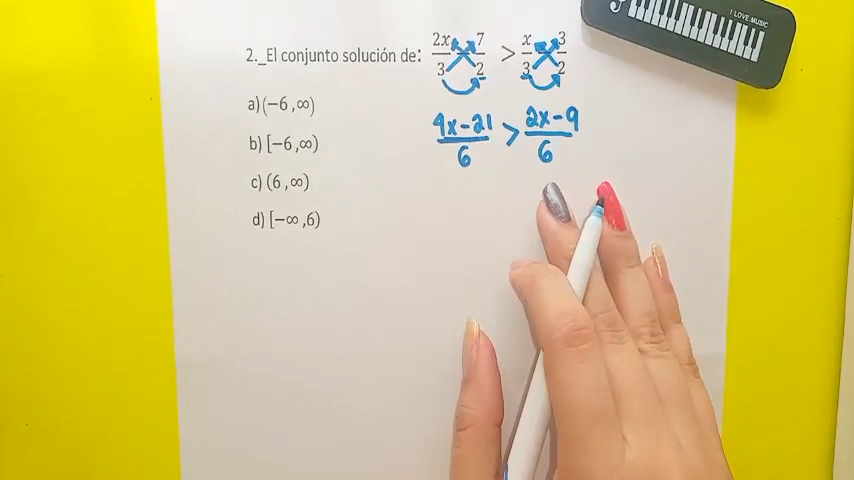 I LOVE MUSIC
2._El conjunto solución de: 2x/3 - 7/2 > x/3 - 3/2
a) (−6 ,∞)
4x-21/6 > 2x-9/6
b) [−6 ,∞)
c) (6 ,∞)
d) [−∞ ,6)